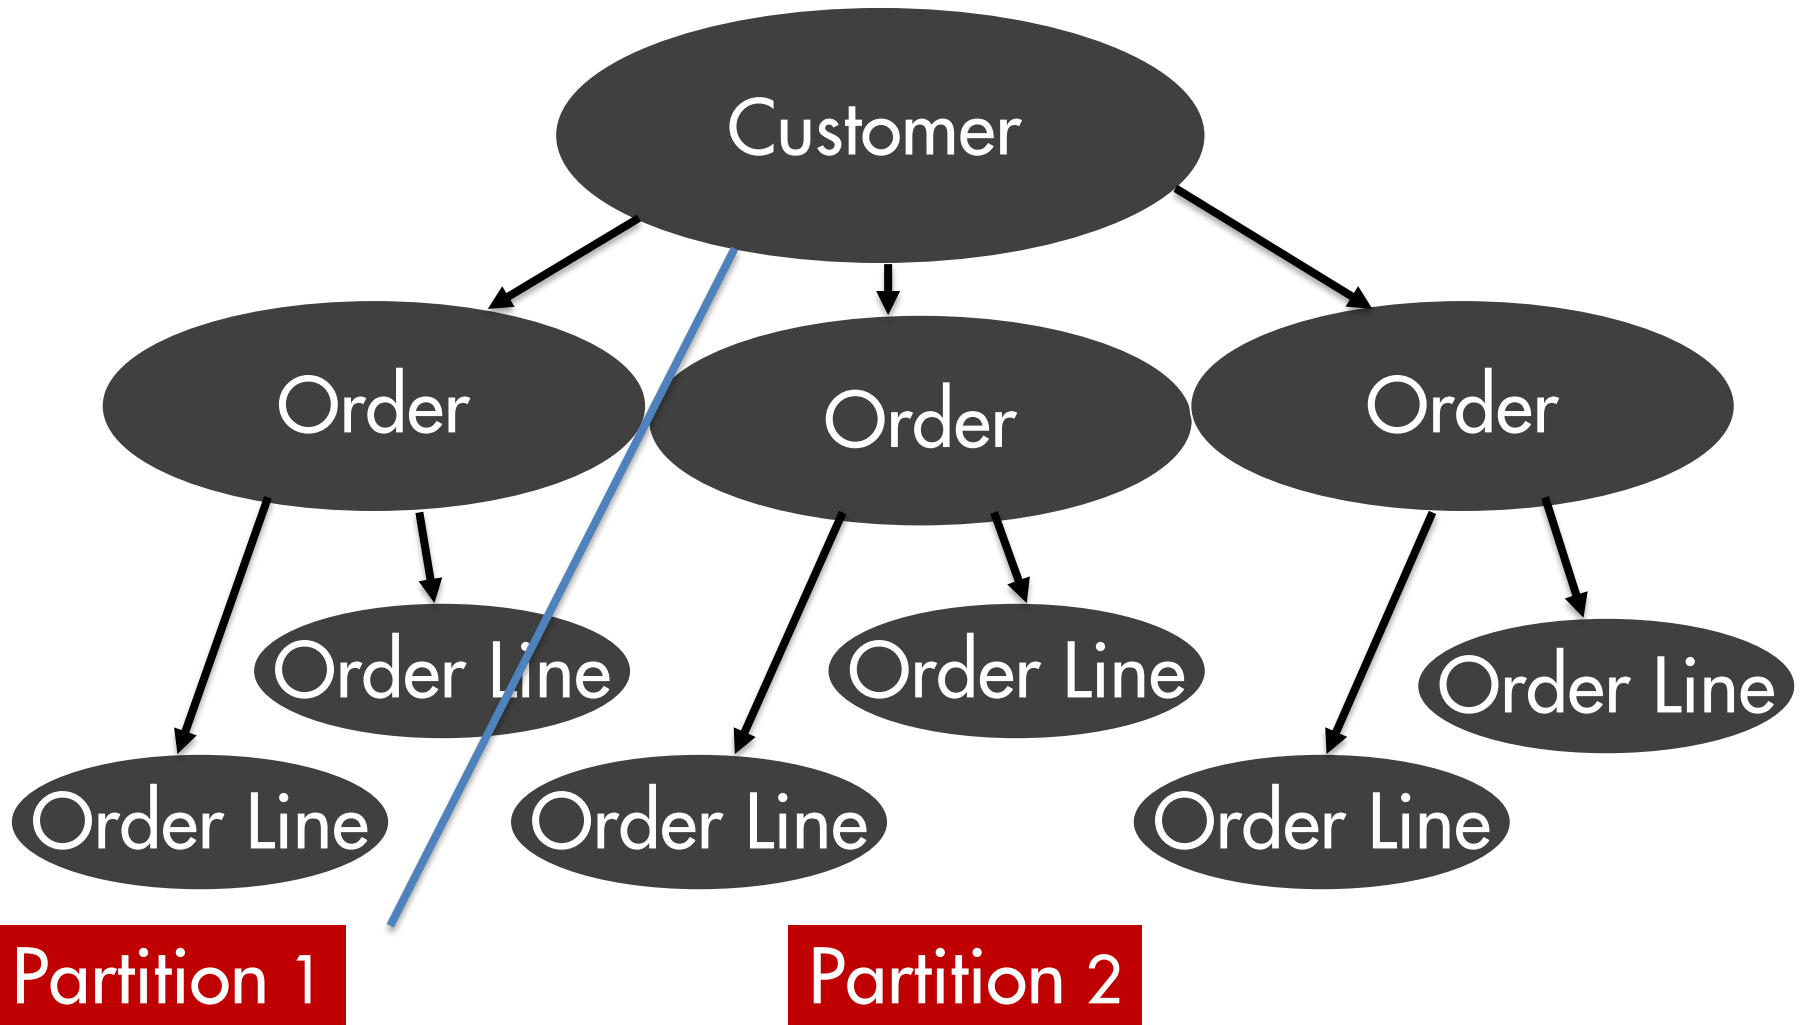 Customer
Order
Order
Order
Order Line
Order Line
Order Line
Order Line
Order Line
Order Line
Partition 1
Partition 2